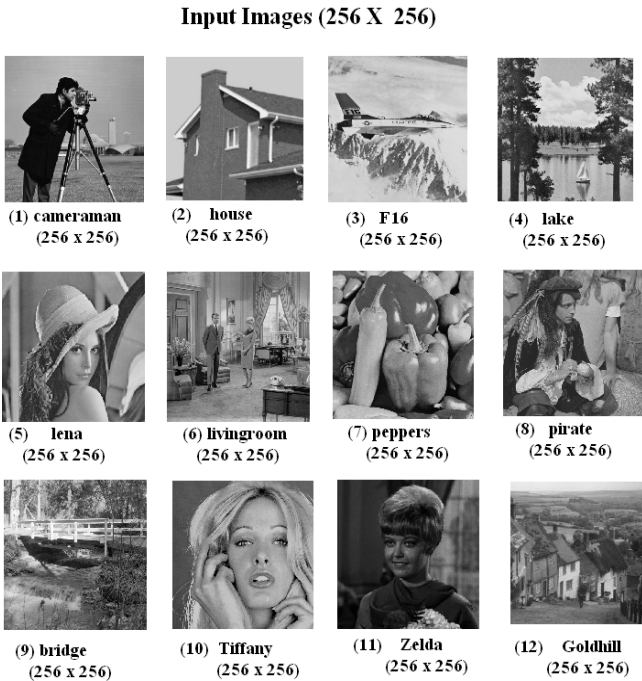 Input Images (256 X 256)
(1) cameraman
(256 x 256)
(2) house
(256 x 256)
(3) F16
(256 x 256)
(4) lake
(256 x 256)
(5) lena
(256 x 256)
(6) livingroom
(256 x 256)
(7) peppers
(256 x 256)
(8) pirate
(256 x 256)
(9) bridge
(256 x 256)
(10) Tiffany
(256 x 256)
(11) Zelda
(256 x 256)
(12) Goldhill
(256 x 256)